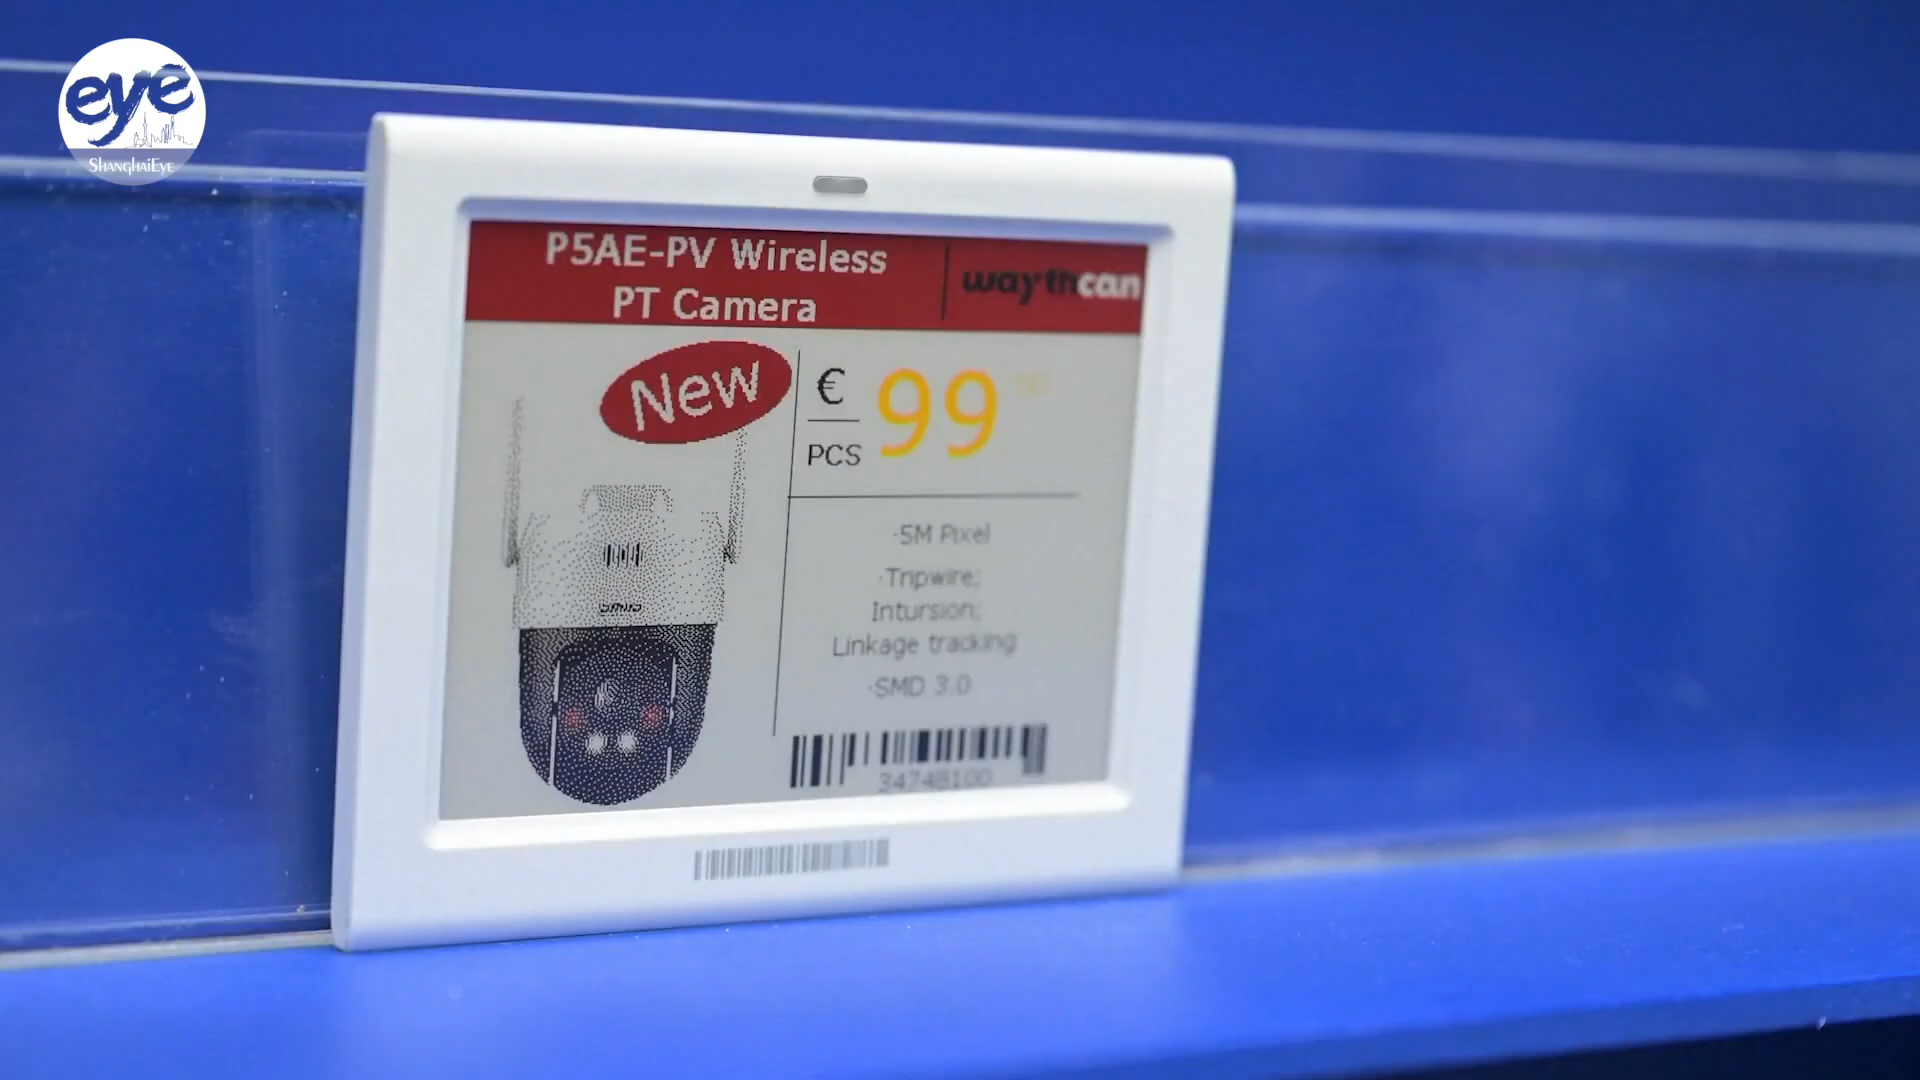 eye
SHANGHAIEYE
P5AE-PV Wireless
PT Camera
waythcan
New
€ 99
PCS
·5M Pixel
·Tripwire;
Intursion;
Linkage tracking
·SMD 3.0
34748100